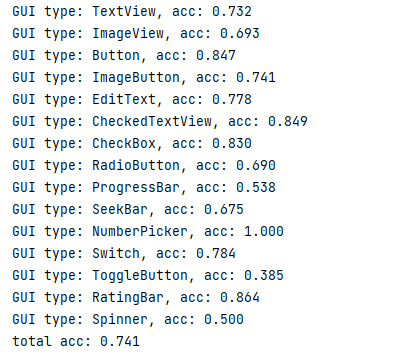 GUI type: TextView, acc: 0.732
GUI type: ImageView, acc: 0.693
GUI type: Button, acc: 0.847
GUI type: ImageButton, acc: 0.741
GUI type: EditText, acc: 0.778
GUI type: CheckedTextView, acc: 0.849
GUI type: CheckBox, acc: 0.830
GUI type: RadioButton, acc: 0.690
GUI type: ProgressBar, acc: 0.538
GUI type: SeekBar, acc: 0.675
GUI type: NumberPicker, acc: 1.000
GUI type: Switch, acc: 0.784
GUI type: ToggleButton, acc: 0.385
GUI type: RatingBar, acc: 0.864
GUI type: Spinner, acc: 0.500
total acc: 0.741